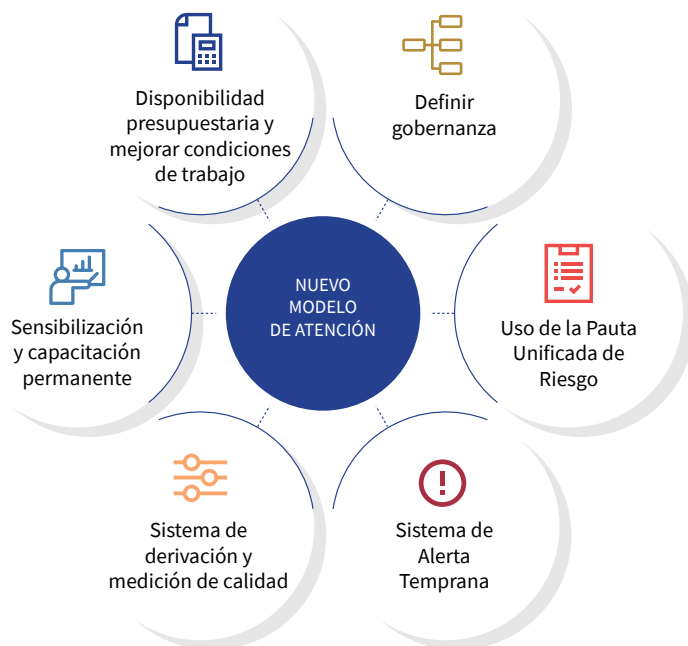 Disponibilidad
presupuestaria y
mejorar condiciones
de trabajo
Definir
gobernanza
NUEVO
MODELO
DE ATENCIÓN
Sensibilización
y capacitación
permanente
Uso de la Pauta
Unificada de
Riesgo
Sistema de
derivación y
medición de calidad
Sistema de
Alerta
Temprana